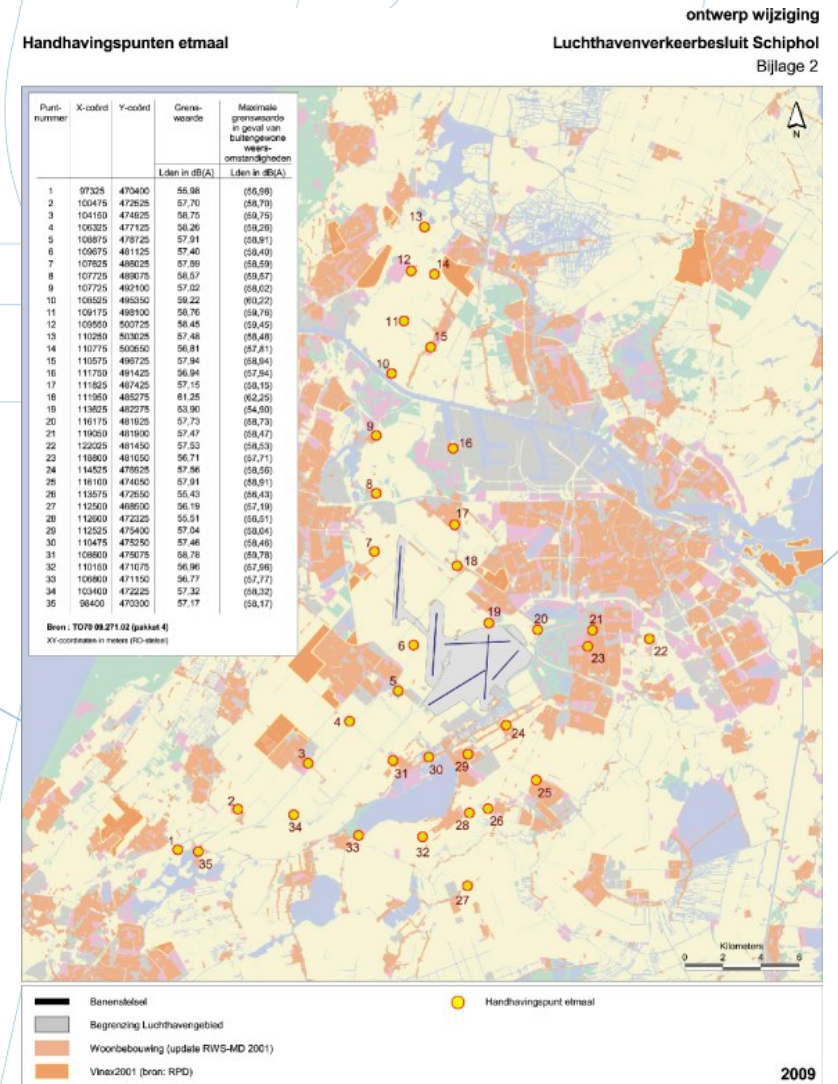 ontwerp wijziging
Handhavingspunten etmaal
Luchthavenverkeerbesluit Schiphol
Bijlage 2
Punt-nummer X-coörd Y-coörd Grens-waarde Maximale grenswaarde in geval van buitengewone weers-omstandigheden
Lden in dB(A) Lden in dB(A)
1 97325 470400 55,98 (56,98)
2 100475 472625 57,70 (58,70)
3 104150 474925 58,75 (59,75)
4 106325 477125 58,26 (59,26)
5 108875 478725 57,91 (58,91)
6 109675 481125 57,40 (58,40)
7 107625 486025 57,59 (58,59)
8 107725 489075 58,57 (59,57)
9 107725 492100 57,02 (58,02)
10 108525 495350 59,22 (60,22)
11 109175 498100 58,76 (59,76)
12 109550 500725 58,45 (59,45)
13 110250 503025 57,48 (58,48)
14 110775 500550 56,81 (57,81)
15 110575 496725 57,94 (58,94)
16 111750 491425 56,94 (57,94)
17 111825 487425 57,15 (58,15)
18 111950 485275 61,25 (62,25)
19 113625 482275 53,90 (54,90)
20 116175 481925 57,73 (58,73)
21 119050 481900 57,47 (58,47)
22 122025 481450 57,53 (58,53)
23 118800 481050 56,71 (57,71)
24 114525 476925 57,56 (58,56)
25 116100 474050 57,91 (58,91)
26 113575 472550 55,43 (56,43)
27 112500 468500 56,19 (57,19)
28 112600 472325 55,51 (56,51)
29 112525 475400 57,04 (58,04)
30 110475 475250 57,46 (58,46)
31 108600 475075 58,78 (59,78)
32 110150 471075 56,96 (57,96)
33 106800 471150 56,77 (57,77)
34 103400 472225 57,32 (58,32)
35 98400 470300 57,17 (58,17)
Bron : TO70 09.271.02 (pakket 4)
XY-coördinaten in meters (RD-stelsel)
N
13
12
14
11
15
10
9
16
8
17
7
18
19
20
21
22
23
6
5
4
24
3
31
30
29
25
2
34
28
26
1
35
33
32
27
Kilometers
0 2 4 6
Banenstelsel
Handhavingspunt etmaal
Begrenzing Luchthavengebied
Woonbebouwing (update RWS-MD 2001)
Vinex2001 (bron: RPD)
2009